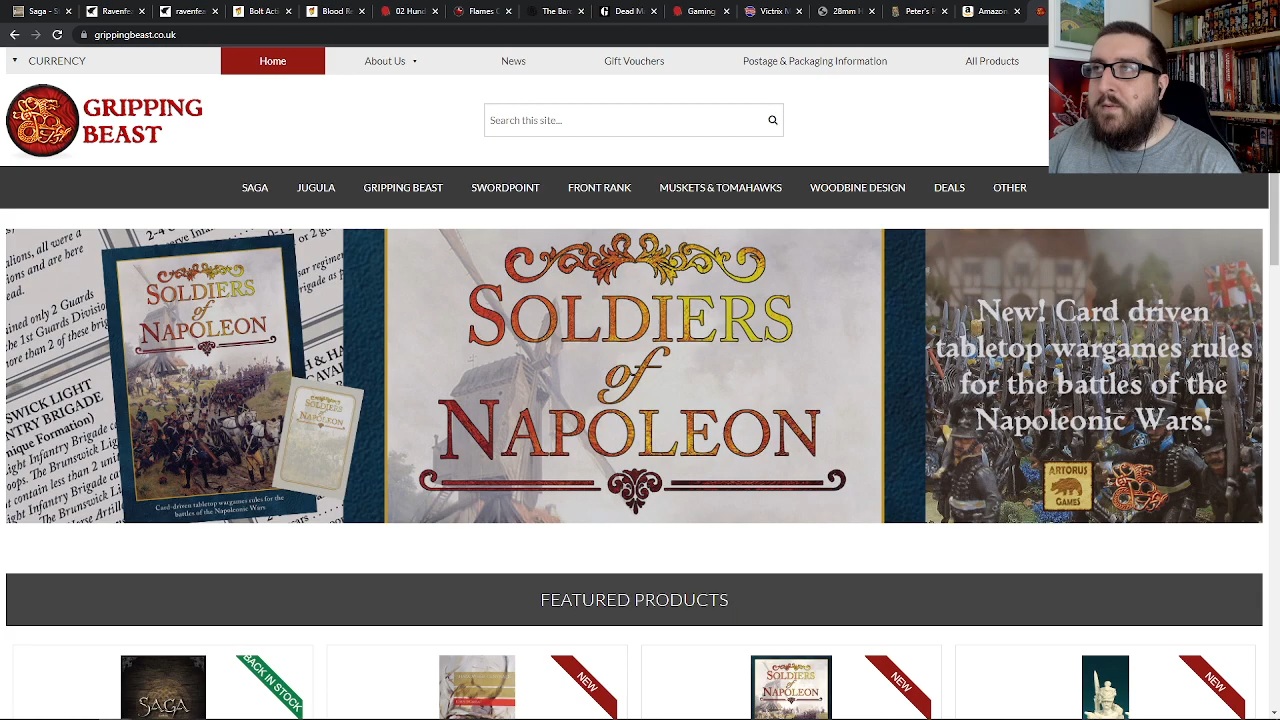 Saga - B
Ravenfe
ravenfe
Bolt Acti
Blood Re
02 Hund
Flames C
The Bar
Dead M
Gaming
Victrix M
28mm H
Peter's F
Amazon
grippingbeast.co.uk
CURRENCY
Home
About Us
News
Gift Vouchers
Postage & Packaging Information
All Products
GRIPPING
BEAST
Search this site...
SAGA
JUGULA
GRIPPING BEAST
SWORDPOINT
FRONT RANK
MUSKETS & TOMAHAWKS
WOODBINE DESIGN
DEALS
OTHER
SOLDIERS
of
NAPOLEON
Card-driven tabletop wargames rules for the
battles of the Napoleonic Wars
SOLDIERS
of
NAPOLEON
New! Card driven
tabletop wargames rules
for the battles of the
Napoleonic Wars!
ARTORUS
GAMES
FEATURED PRODUCTS
BACK IN STOCK
SAGA
NEW
SOLDIERS
of
NAPOLEON
NEW
NEW